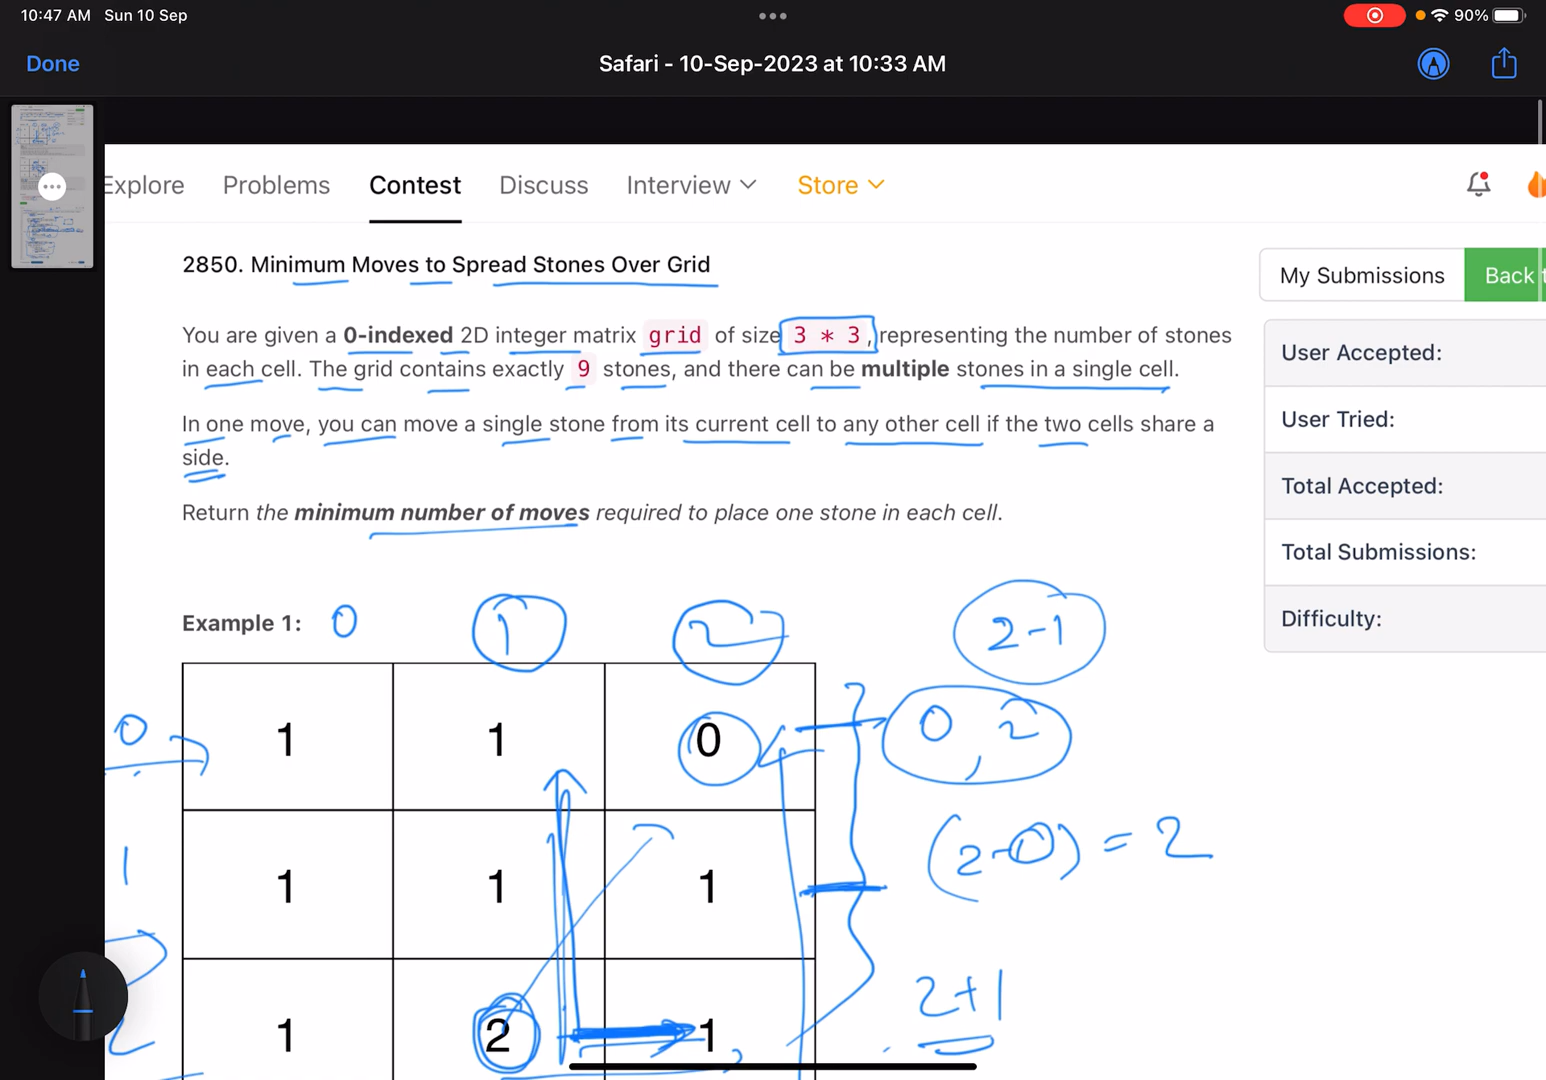 10:47 AM Sun 10 Sep
90%
Done
Safari - 10-Sep-2023 at 10:33 AM
Explore Problems Contest Discuss Interview Store
2850. Minimum Moves to Spread Stones Over Grid
My Submissions
Back
You are given a 0-indexed 2D integer matrix grid of size 3 * 3, representing the number of stones
in each cell. The grid contains exactly 9 stones, and there can be multiple stones in a single cell.
In one move, you can move a single stone from its current cell to any other cell if the two cells share a
side.
Return the minimum number of moves required to place one stone in each cell.
User Accepted:
User Tried:
Total Accepted:
Total Submissions:
Difficulty:
Example 1: 0 1 2
2-1
0 1 1 0
0, 2
(2-0) = 2
1 1 1 1
2+1
2 1 2 1